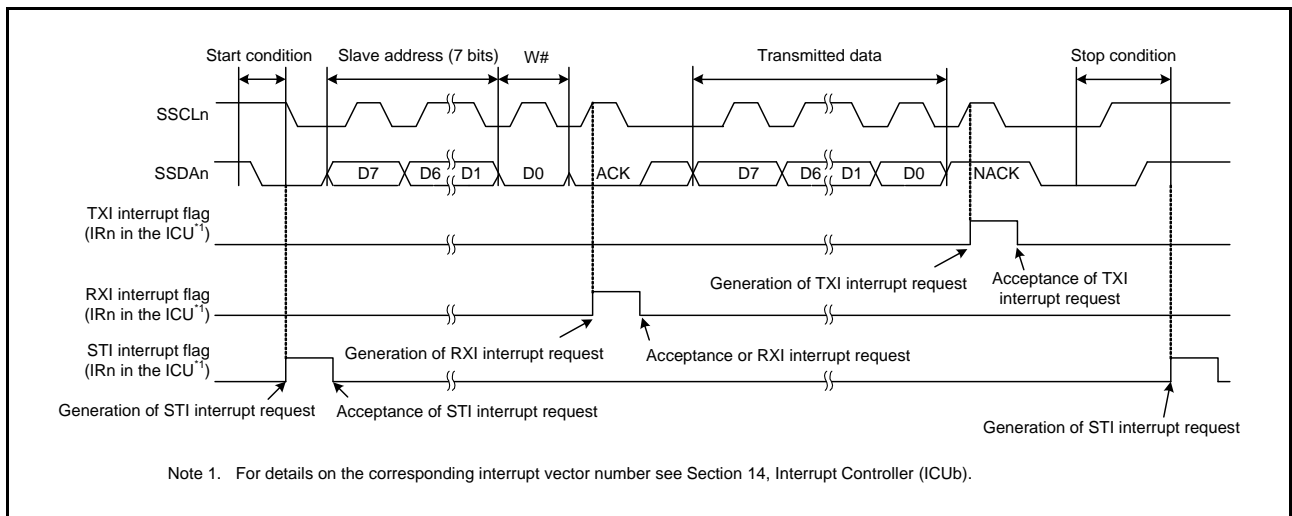 Start condition
Slave address (7 bits)
W#
Transmitted data
Stop condition
SSCLn
SSDAn
D7
D6
D1
D0
ACK
D7
D6
D1
D0
NACK
TXI interrupt flag
(IRn in the ICU*1)
Generation of TXI interrupt request
Acceptance of TXI
interrupt request
RXI interrupt flag
(IRn in the ICU*1)
Generation of RXI interrupt request
Acceptance or RXI interrupt request
STI interrupt flag
(IRn in the ICU*1)
Generation of STI interrupt request
Acceptance of STI interrupt request
Generation of STI interrupt request
Note 1. For details on the corresponding interrupt vector number see Section 14, Interrupt Controller (ICUb).